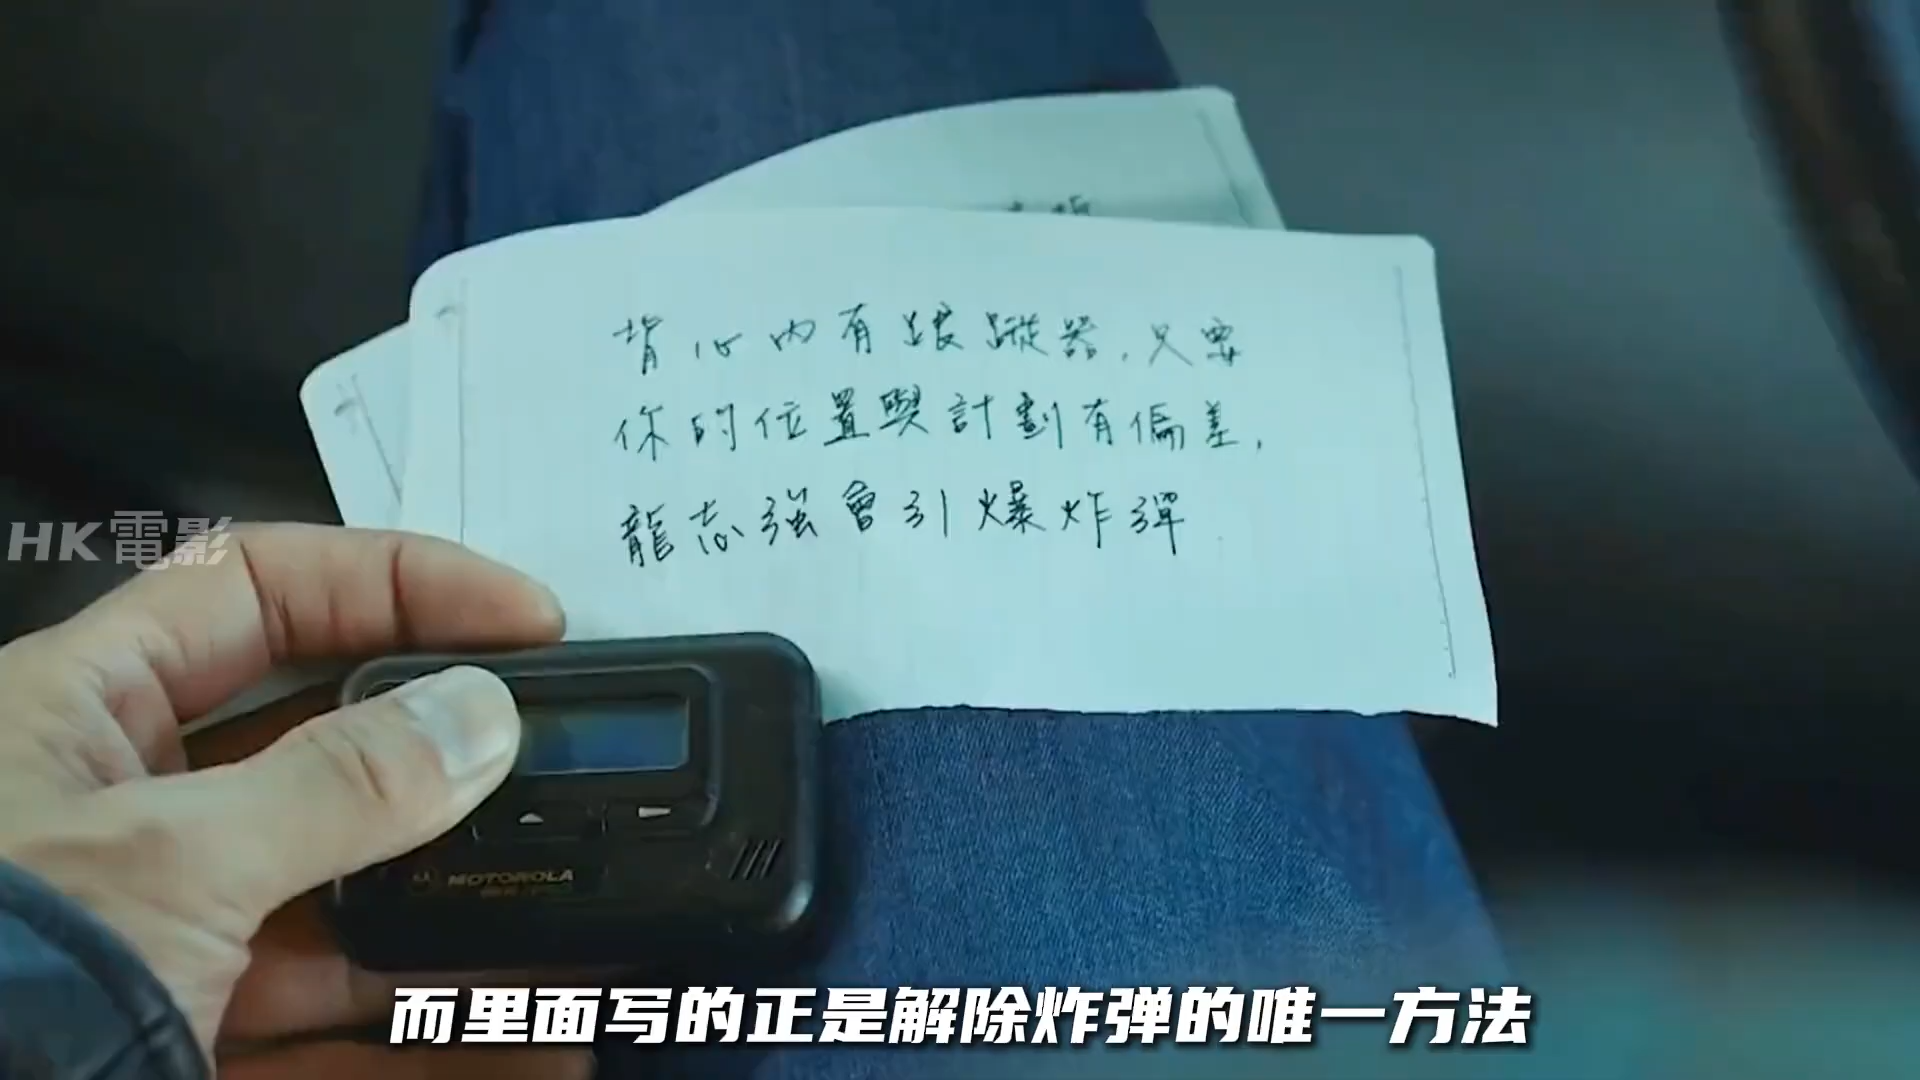 背心內有跟蹤器，只要
你的位置與計劃有偏差，
龍志強會引爆炸彈
HK電影
MOTOROLA
而里面写的正是解除炸弹的唯一方法